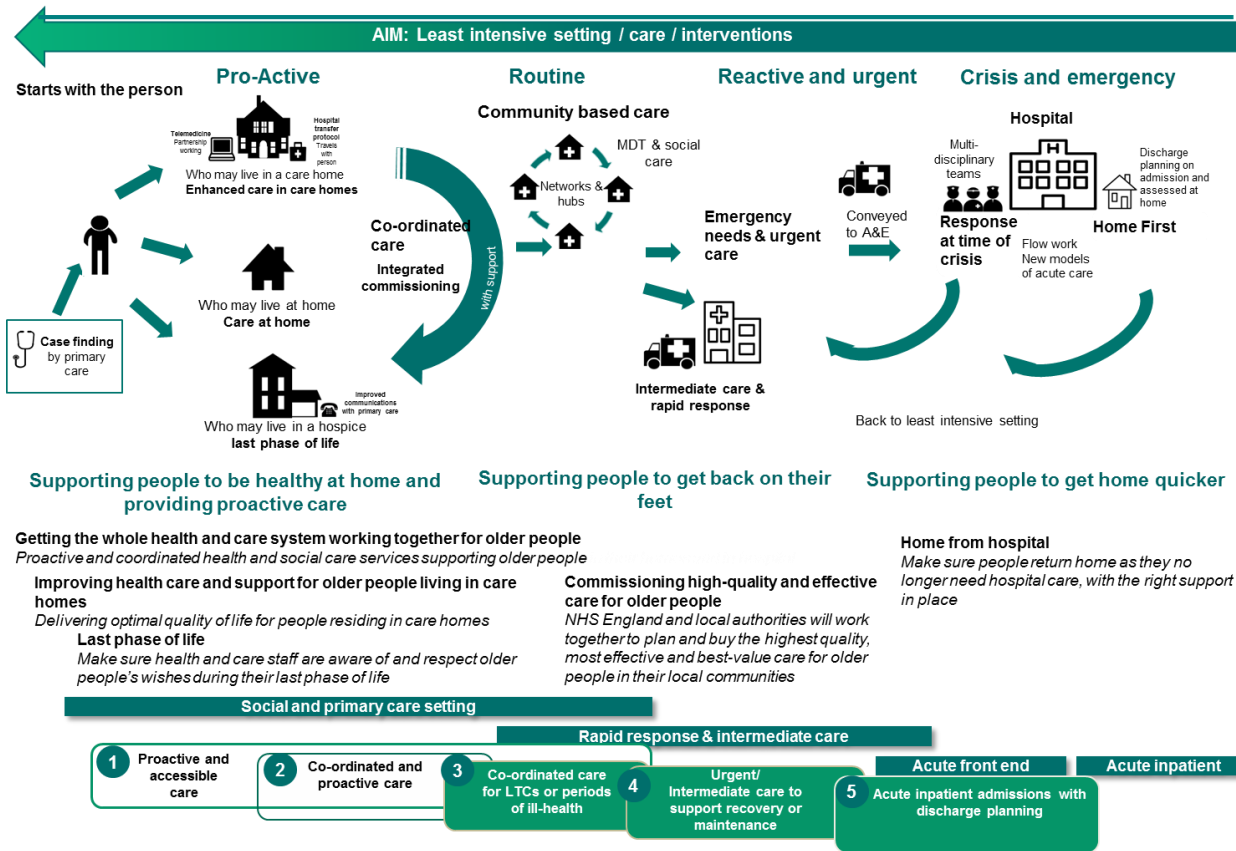 AIM: Least intensive setting / care / interventions
Starts with the person
Pro-Active
Routine
Reactive and urgent
Crisis and emergency
Telemedicine
Partnership
working
Hospital
transfer
protocol
Travels
with
person
Who may live in a care home
Enhanced care in care homes
Case finding
by primary
care
Who may live at home
Care at home
Improved
communications
with primary care
Who may live in a hospice
last phase of life
Co-ordinated
care
Integrated
commissioning
with support
Community based care
MDT & social
care
Networks &
hubs
Emergency
needs & urgent
care
Conveyed
to A&E
Intermediate care &
rapid response
Hospital
Multi-
disciplinary
teams
Response
at time of
crisis
Discharge
planning on
admission and
assessed at
home
Home First
Flow work
New models
of acute care
Back to least intensive setting
Supporting people to be healthy at home and
providing proactive care
Supporting people to get back on their
feet
Supporting people to get home quicker
Getting the whole health and care system working together for older people
Proactive and coordinated health and social care services supporting older people
Improving health care and support for older people living in care
homes
Delivering optimal quality of life for people residing in care homes
Last phase of life
Make sure health and care staff are aware of and respect older
people's wishes during their last phase of life
Commissioning high-quality and effective
care for older people
NHS England and local authorities will work
together to plan and buy the highest quality,
most effective and best-value care for older
people in their local communities
Home from hospital
Make sure people return home as they no
longer need hospital care, with the right support
in place
Social and primary care setting
Rapid response & intermediate care
Acute front end
Acute inpatient
1
Proactive and
accessible
care
2
Co-ordinated and
proactive care
3
Co-ordinated care
for LTCs or periods
of ill-health
4
Urgent/
Intermediate care to
support recovery or
maintenance
5
Acute inpatient admissions with
discharge planning